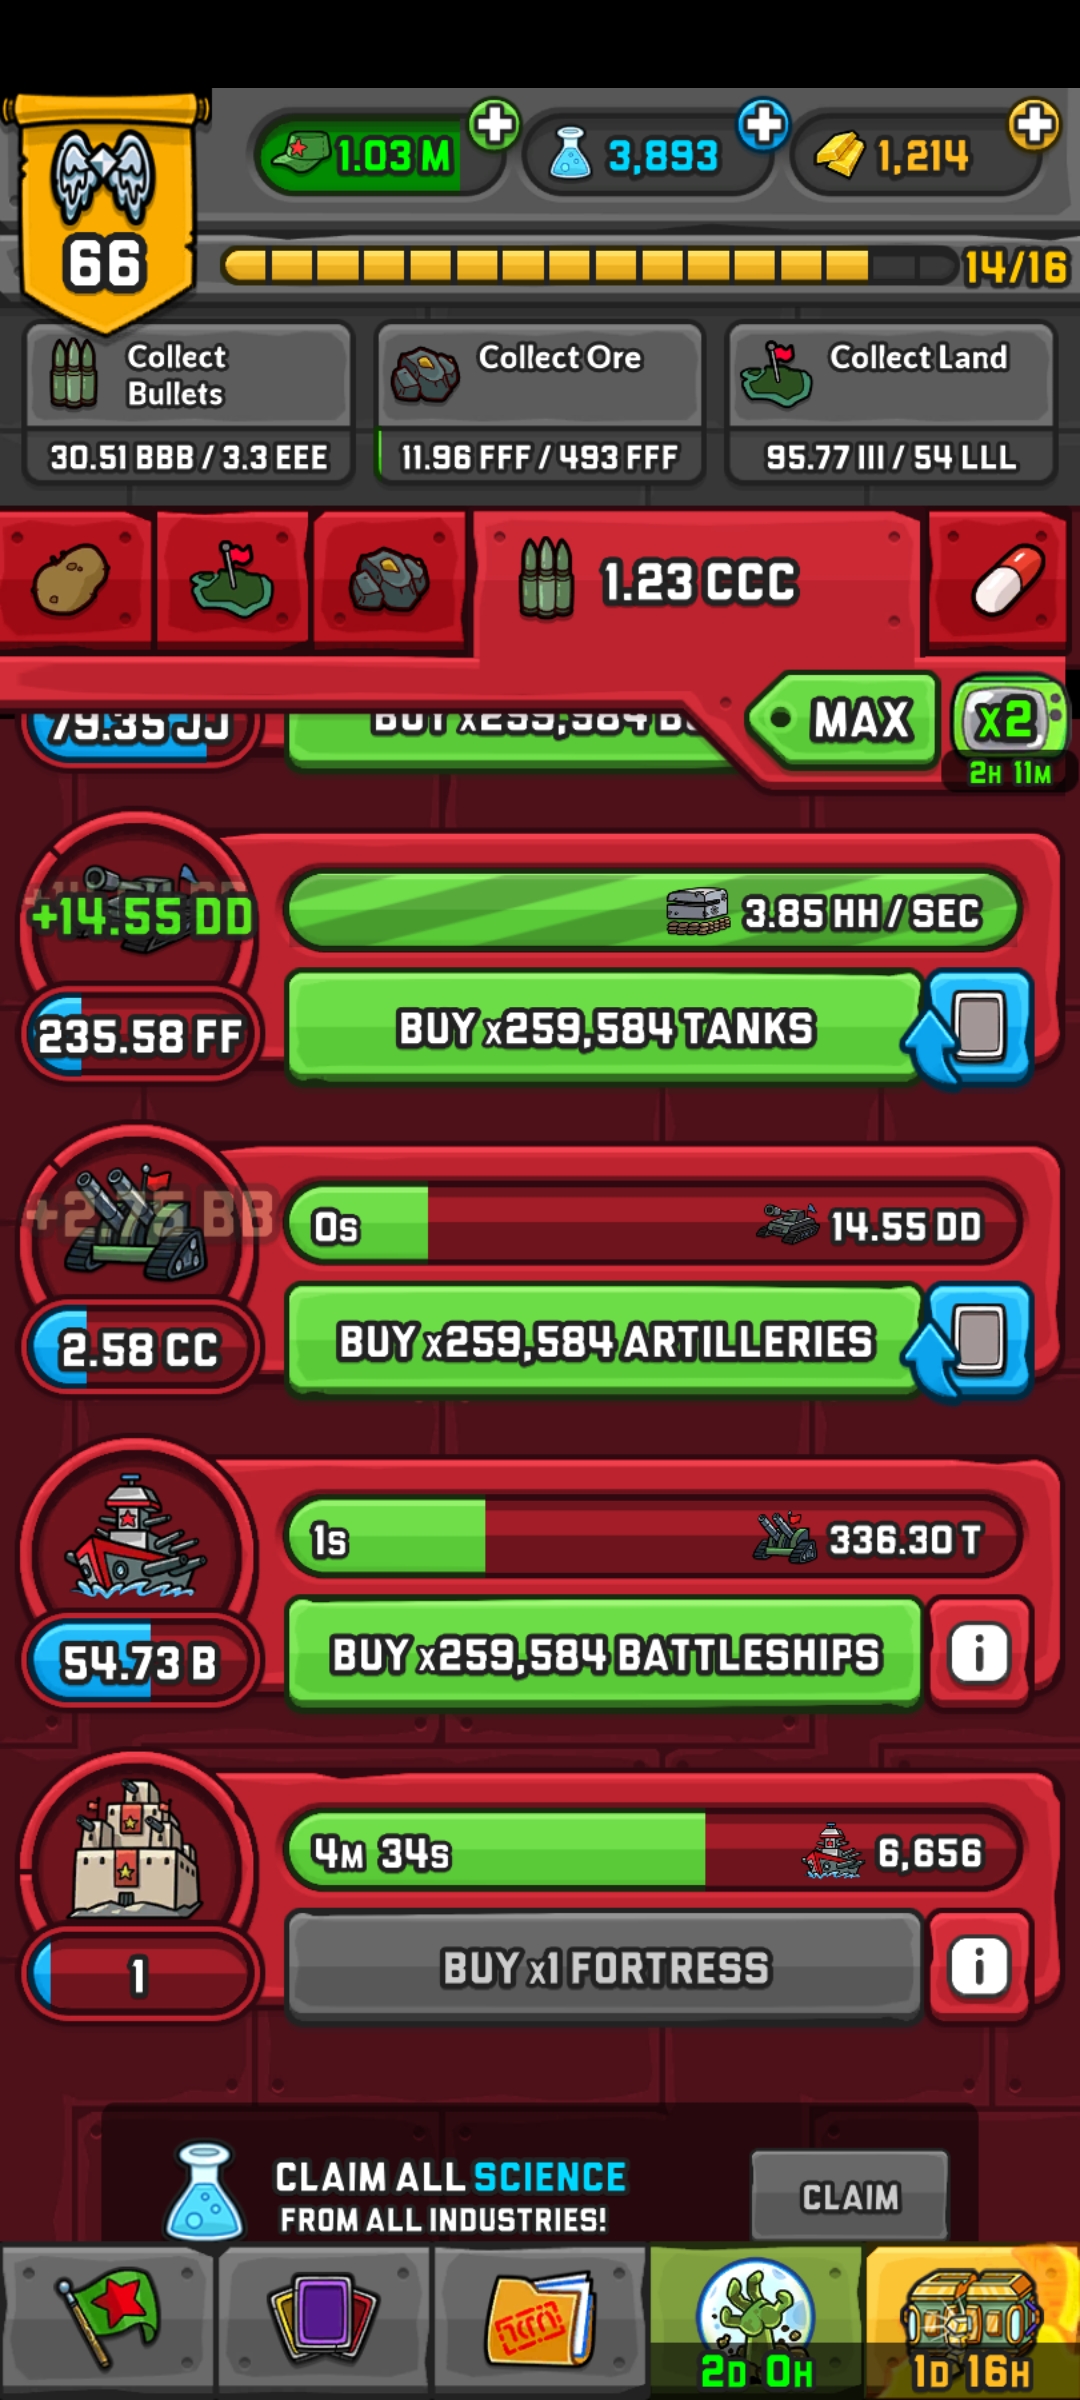 1.03 M
3,893
1,214
66
14/16
Collect
Bullets
30.51 BBB / 3.3 EEE
Collect Ore
11.96 FFF / 493 FFF
Collect Land
95.77 III / 54 LLL
1.23 CCC
MAX
x2
2H 11M
79.35 JJ
BUY x259,584 B
+14.55 DD
3.85 HH / SEC
235.58 FF
BUY x259,584 TANKS
0s
14.55 DD
2.58 CC
BUY x259,584 ARTILLERIES
1s
336.30 T
54.73 B
BUY x259,584 BATTLESHIPS
i
4M 34s
6,656
1
BUY x1 FORTRESS
i
CLAIM ALL SCIENCE
FROM ALL INDUSTRIES!
CLAIM
2D 0H
1D 16H